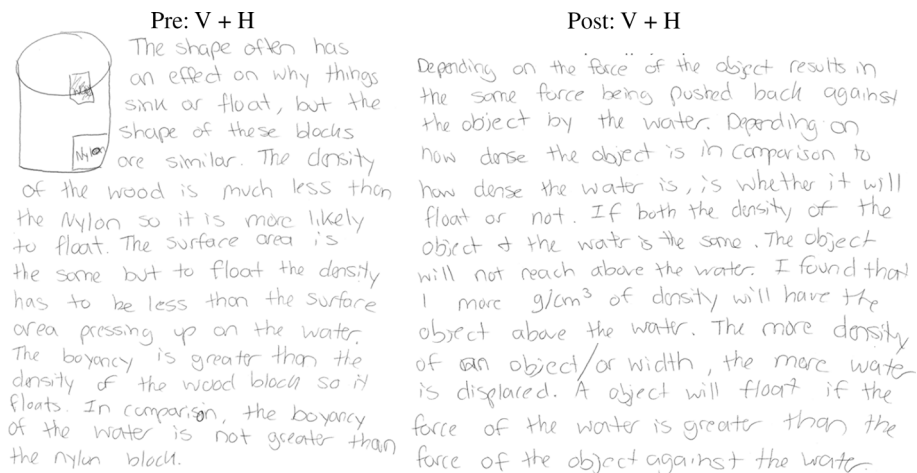 Pre: V + H
The shape often has
an effect on why things
sink or float, but the
shape of these blocks
are similar. The density
of the wood is much less than
the Nylon so it is more likely
to float. The surface area is
the same but to float the density
has to be less than the surface
area pressing up on the water.
The boyancy is greater than the
density of the wood block so it
floats. In comparison, the boyancy
of the water is not greater than
the nylon block.
Nylon
Post: V + H
Depending on the force of the object results in
the same force being pushed back against
the object by the water. Depending on
how dense the object is in comparison to
how dense the water is, is whether it will
float or not. If both the density of the
object & the water is the same. The object
will not reach above the water. I found that
1 more g/cm³ of density will have the
object above the water. The more density
of an object/or width, the more water
is displaced. A object will float if the
force of the water is greater than the
force of the object against the water.